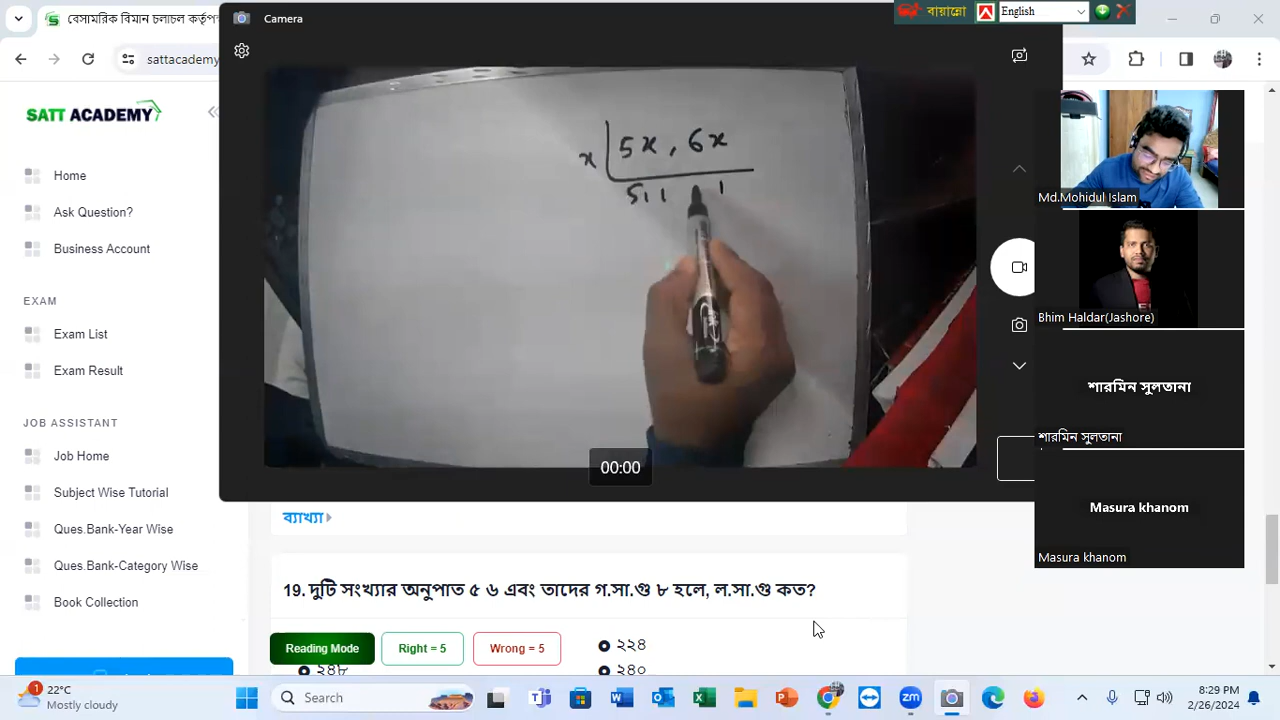 বেসামরিক বিমান চলাচল কর্তৃপ
Camera
বায়ান্নো
English
sattacademy
SATT ACADEMY
Home
Ask Question?
Business Account
EXAM
Exam List
Exam Result
JOB ASSISTANT
Job Home
Subject Wise Tutorial
Ques.Bank-Year Wise
Ques.Bank-Category Wise
Book Collection
x 5x, 6x
00:00
Md.Mohidul Islam
Bhim Haldar(Jashore)
শারমিন সুলতানা
শারমিন সুলতানা
Masura khanom
Masura khanom
ব্যাখ্যা
19. দুটি সংখ্যার অনুপাত ৫ ৬ এবং তাদের গ.সা.গু ৮ হলে, ল.সা.গু কত?
Reading Mode
Right = 5
Wrong = 5
২২৪
২৪৮
২৪০
1
22°C
Mostly cloudy
Search
8:29 PM
2/26/2024